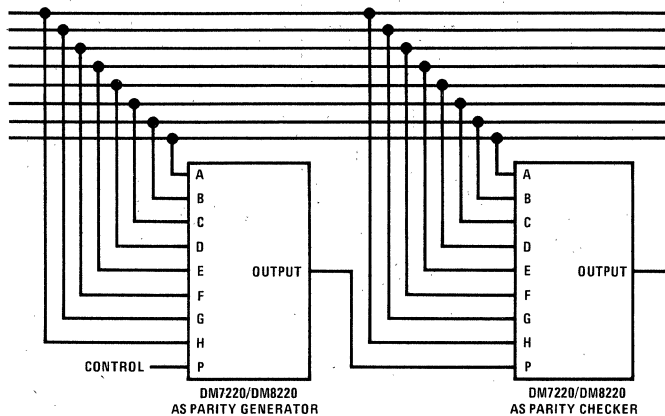 A
B
C
D
E
OUTPUT
F
G
H
CONTROL
P
DM7220/DM8220
AS PARITY GENERATOR
A
B
C
D
E
OUTPUT
F
G
H
P
DM7220/DM8220
AS PARITY CHECKER